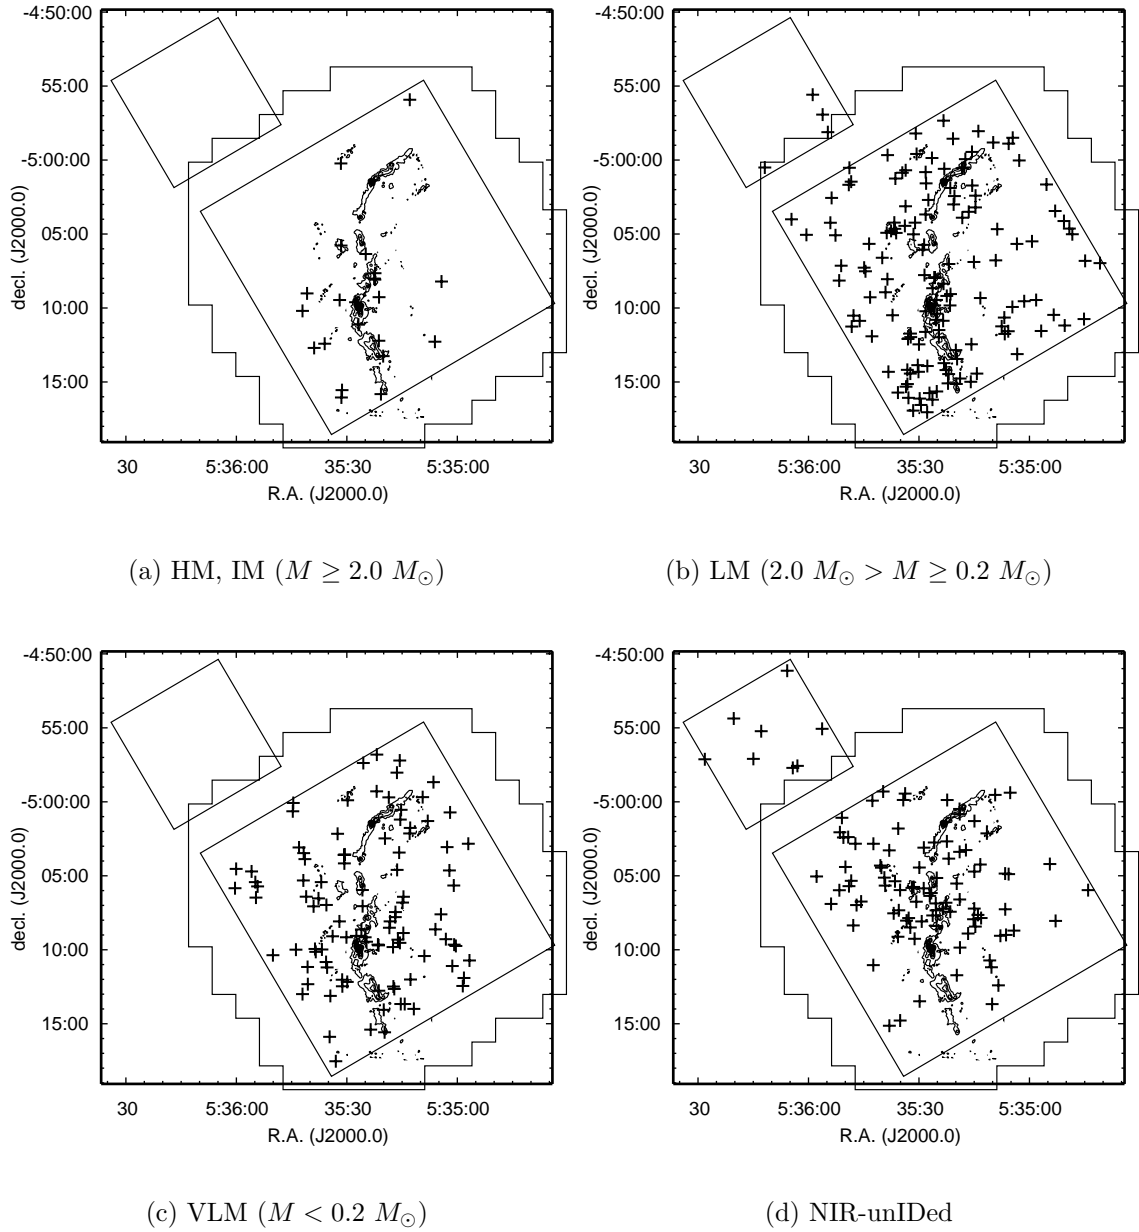 -4:50:00
55:00
-5:00:00
05:00
10:00
15:00
decl. (J2000.0)
30 5:36:00 35:30 5:35:00
R.A. (J2000.0)
(a) HM, IM (M ≥ 2.0 M⊙)
-4:50:00
55:00
-5:00:00
05:00
10:00
15:00
decl. (J2000.0)
30 5:36:00 35:30 5:35:00
R.A. (J2000.0)
(b) LM (2.0 M⊙ > M ≥ 0.2 M⊙)
-4:50:00
55:00
-5:00:00
05:00
10:00
15:00
decl. (J2000.0)
30 5:36:00 35:30 5:35:00
R.A. (J2000.0)
(c) VLM (M < 0.2 M⊙)
-4:50:00
55:00
-5:00:00
05:00
10:00
15:00
decl. (J2000.0)
30 5:36:00 35:30 5:35:00
R.A. (J2000.0)
(d) NIR-unIDed